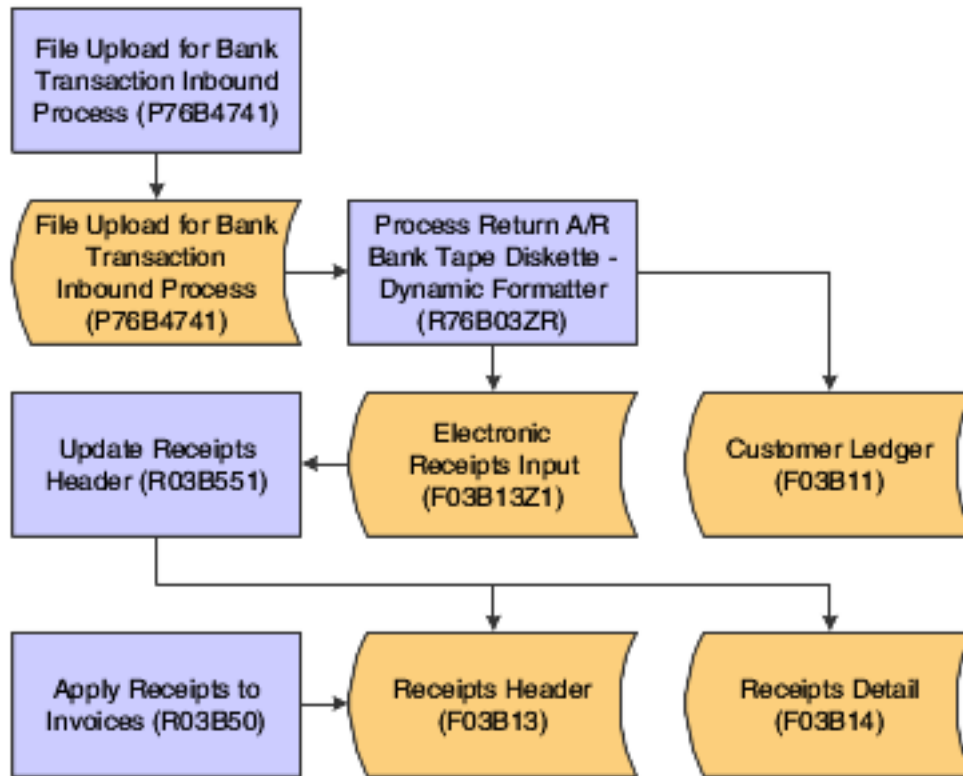 File Upload for Bank
Transaction Inbound
Process (P76B4741)
File Upload for Bank
Transaction
Inbound Process
(P76B4741)
Process Return A/R
Bank Tape Diskette -
Dynamic Formatter
(R76B03ZR)
Update Receipts
Header (R03B551)
Electronic
Receipts Input
(F03B13Z1)
Customer Ledger
(F03B11)
Apply Receipts to
Invoices (R03B50)
Receipts Header
(F03B13)
Receipts Detail
(F03B14)